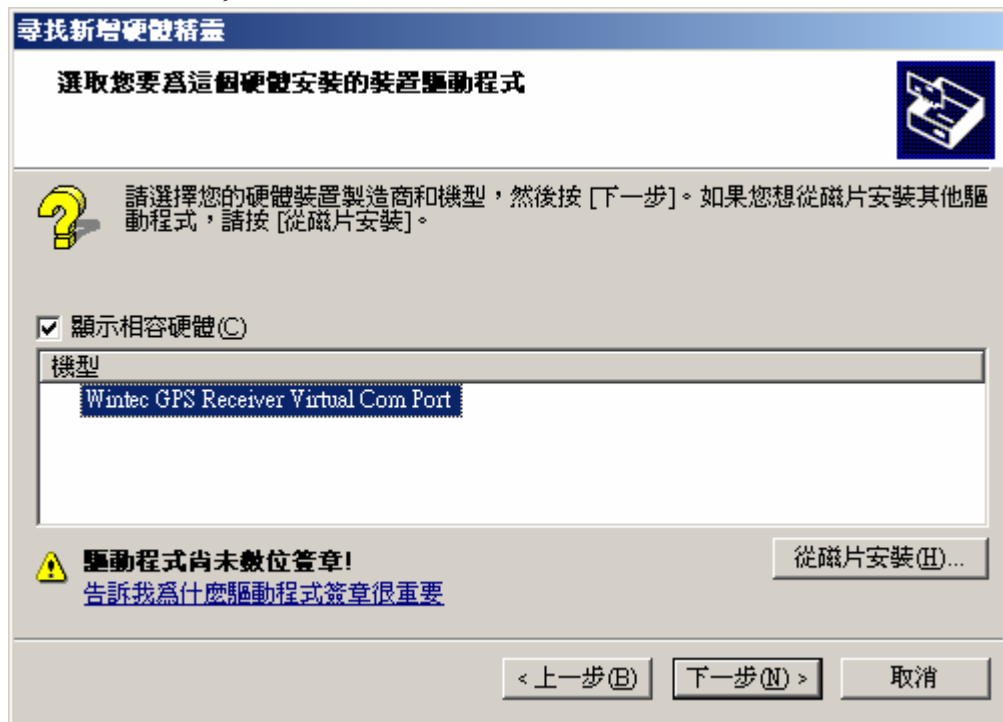 尋找新增硬體精靈
選取您要為這個硬體安裝的裝置驅動程式
請選擇您的硬體裝置製造商和機型，然後按 [下一步]。如果您想從磁片安裝其他驅
動程式，請按 [從磁片安裝]。
顯示相容硬體(C)
機型
Wintec GPS Receiver Virtual Com Port
驅動程式尚未數位簽章!
從磁片安裝(H)...
告訴我為什麼驅動程式簽章很重要
< 上一步(B)
下一步(N) >
取消